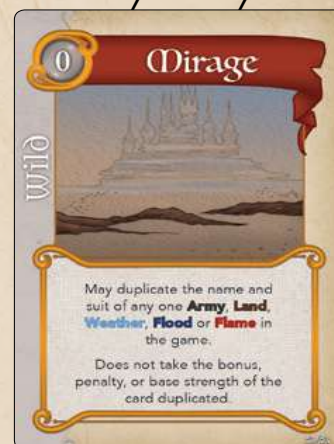 0
Mirage
Wild
May duplicate the name and
suit of any one Army, Land,
Weather, Flood or Flame in
the game.
Does not take the bonus,
penalty, or base strength of the
card duplicated.